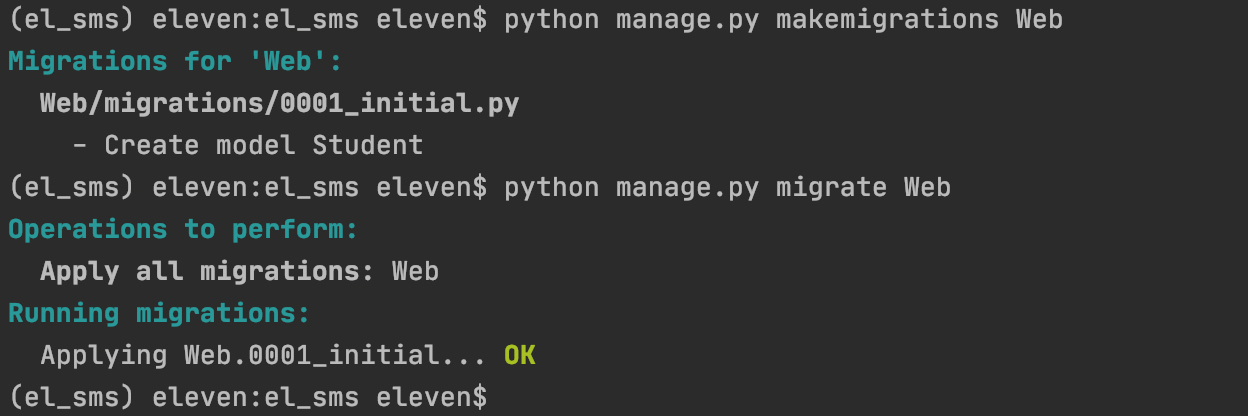 (el_sms) eleven:el_sms eleven$ python manage.py makemigrations Web
Migrations for 'Web':
  Web/migrations/0001_initial.py
    - Create model Student
(el_sms) eleven:el_sms eleven$ python manage.py migrate Web
Operations to perform:
  Apply all migrations: Web
Running migrations:
  Applying Web.0001_initial... OK
(el_sms) eleven:el_sms eleven$